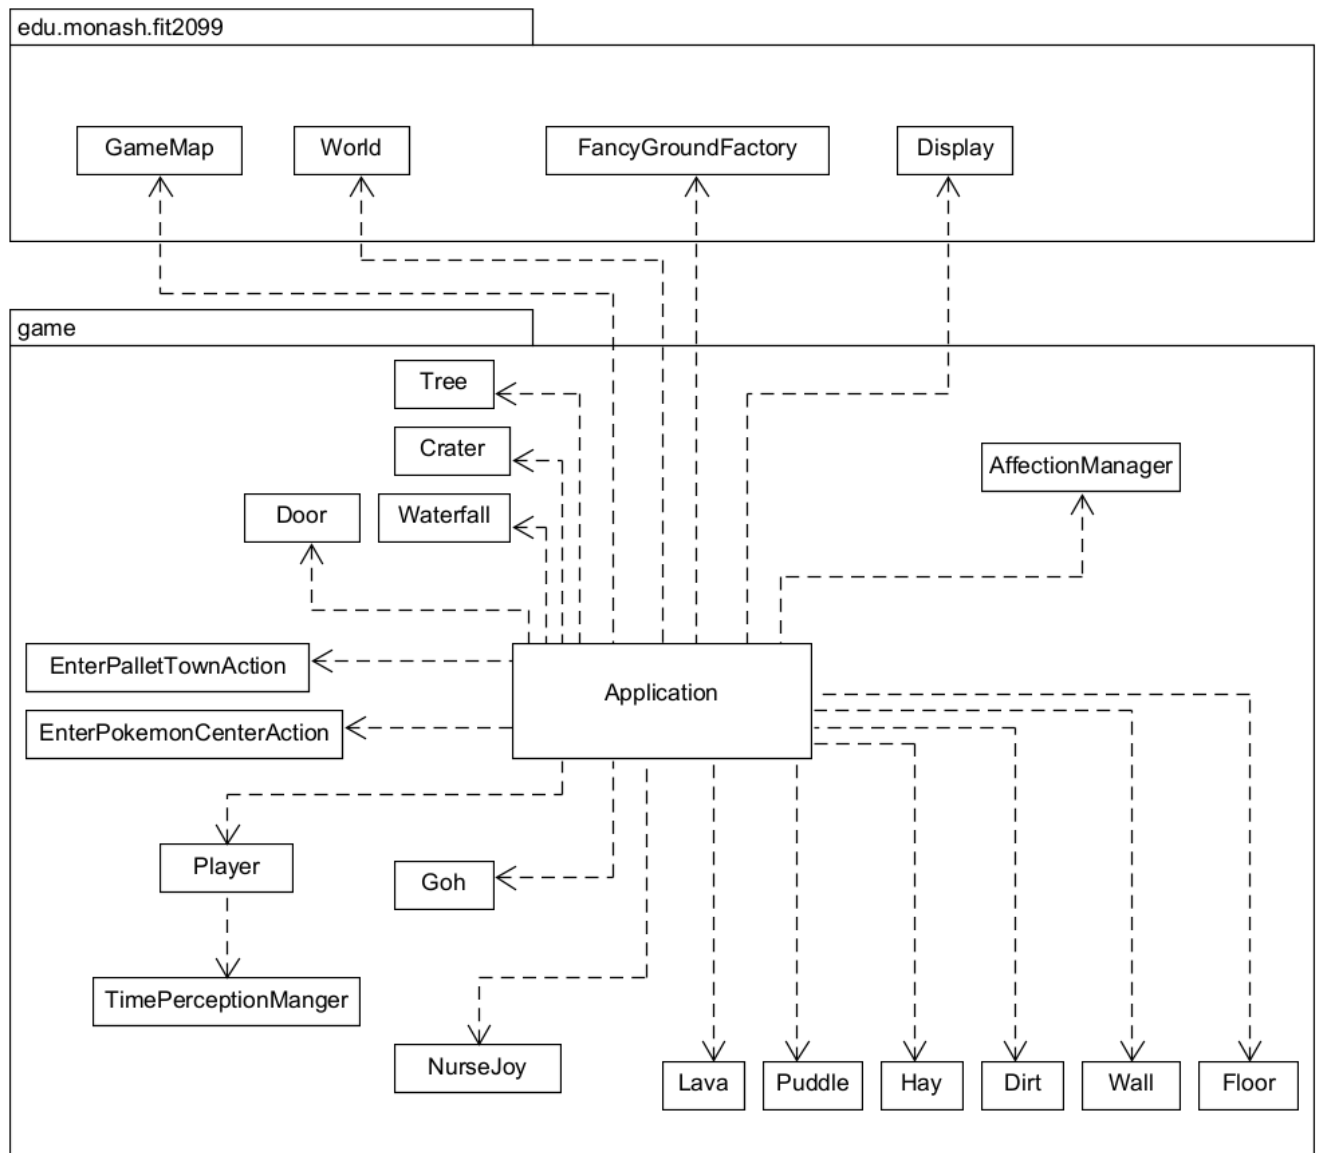 edu.monash.fit2099
GameMap
World
FancyGroundFactory
Display
game
Tree
Crater
AffectionManager
Door
Waterfall
EnterPalletTownAction
Application
EnterPokemonCenterAction
Player
Goh
TimePerceptionManger
NurseJoy
Lava
Puddle
Hay
Dirt
Wall
Floor